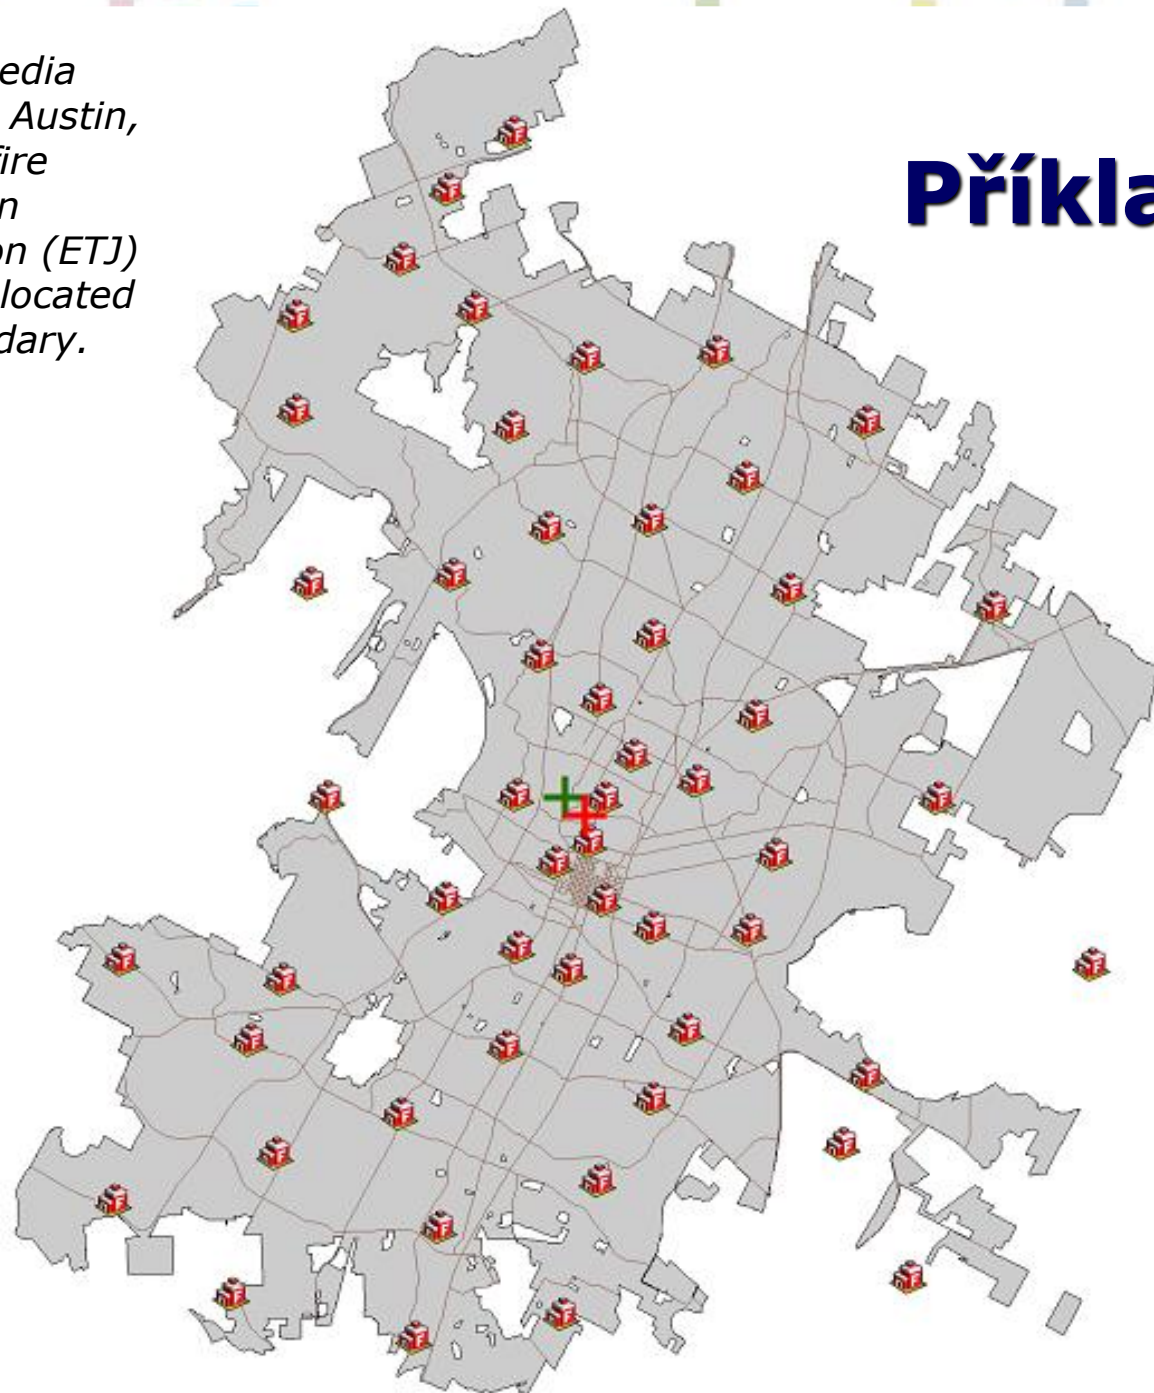 edia
Austin,
fire
n
on (ETJ)
located
dary.
Příkla